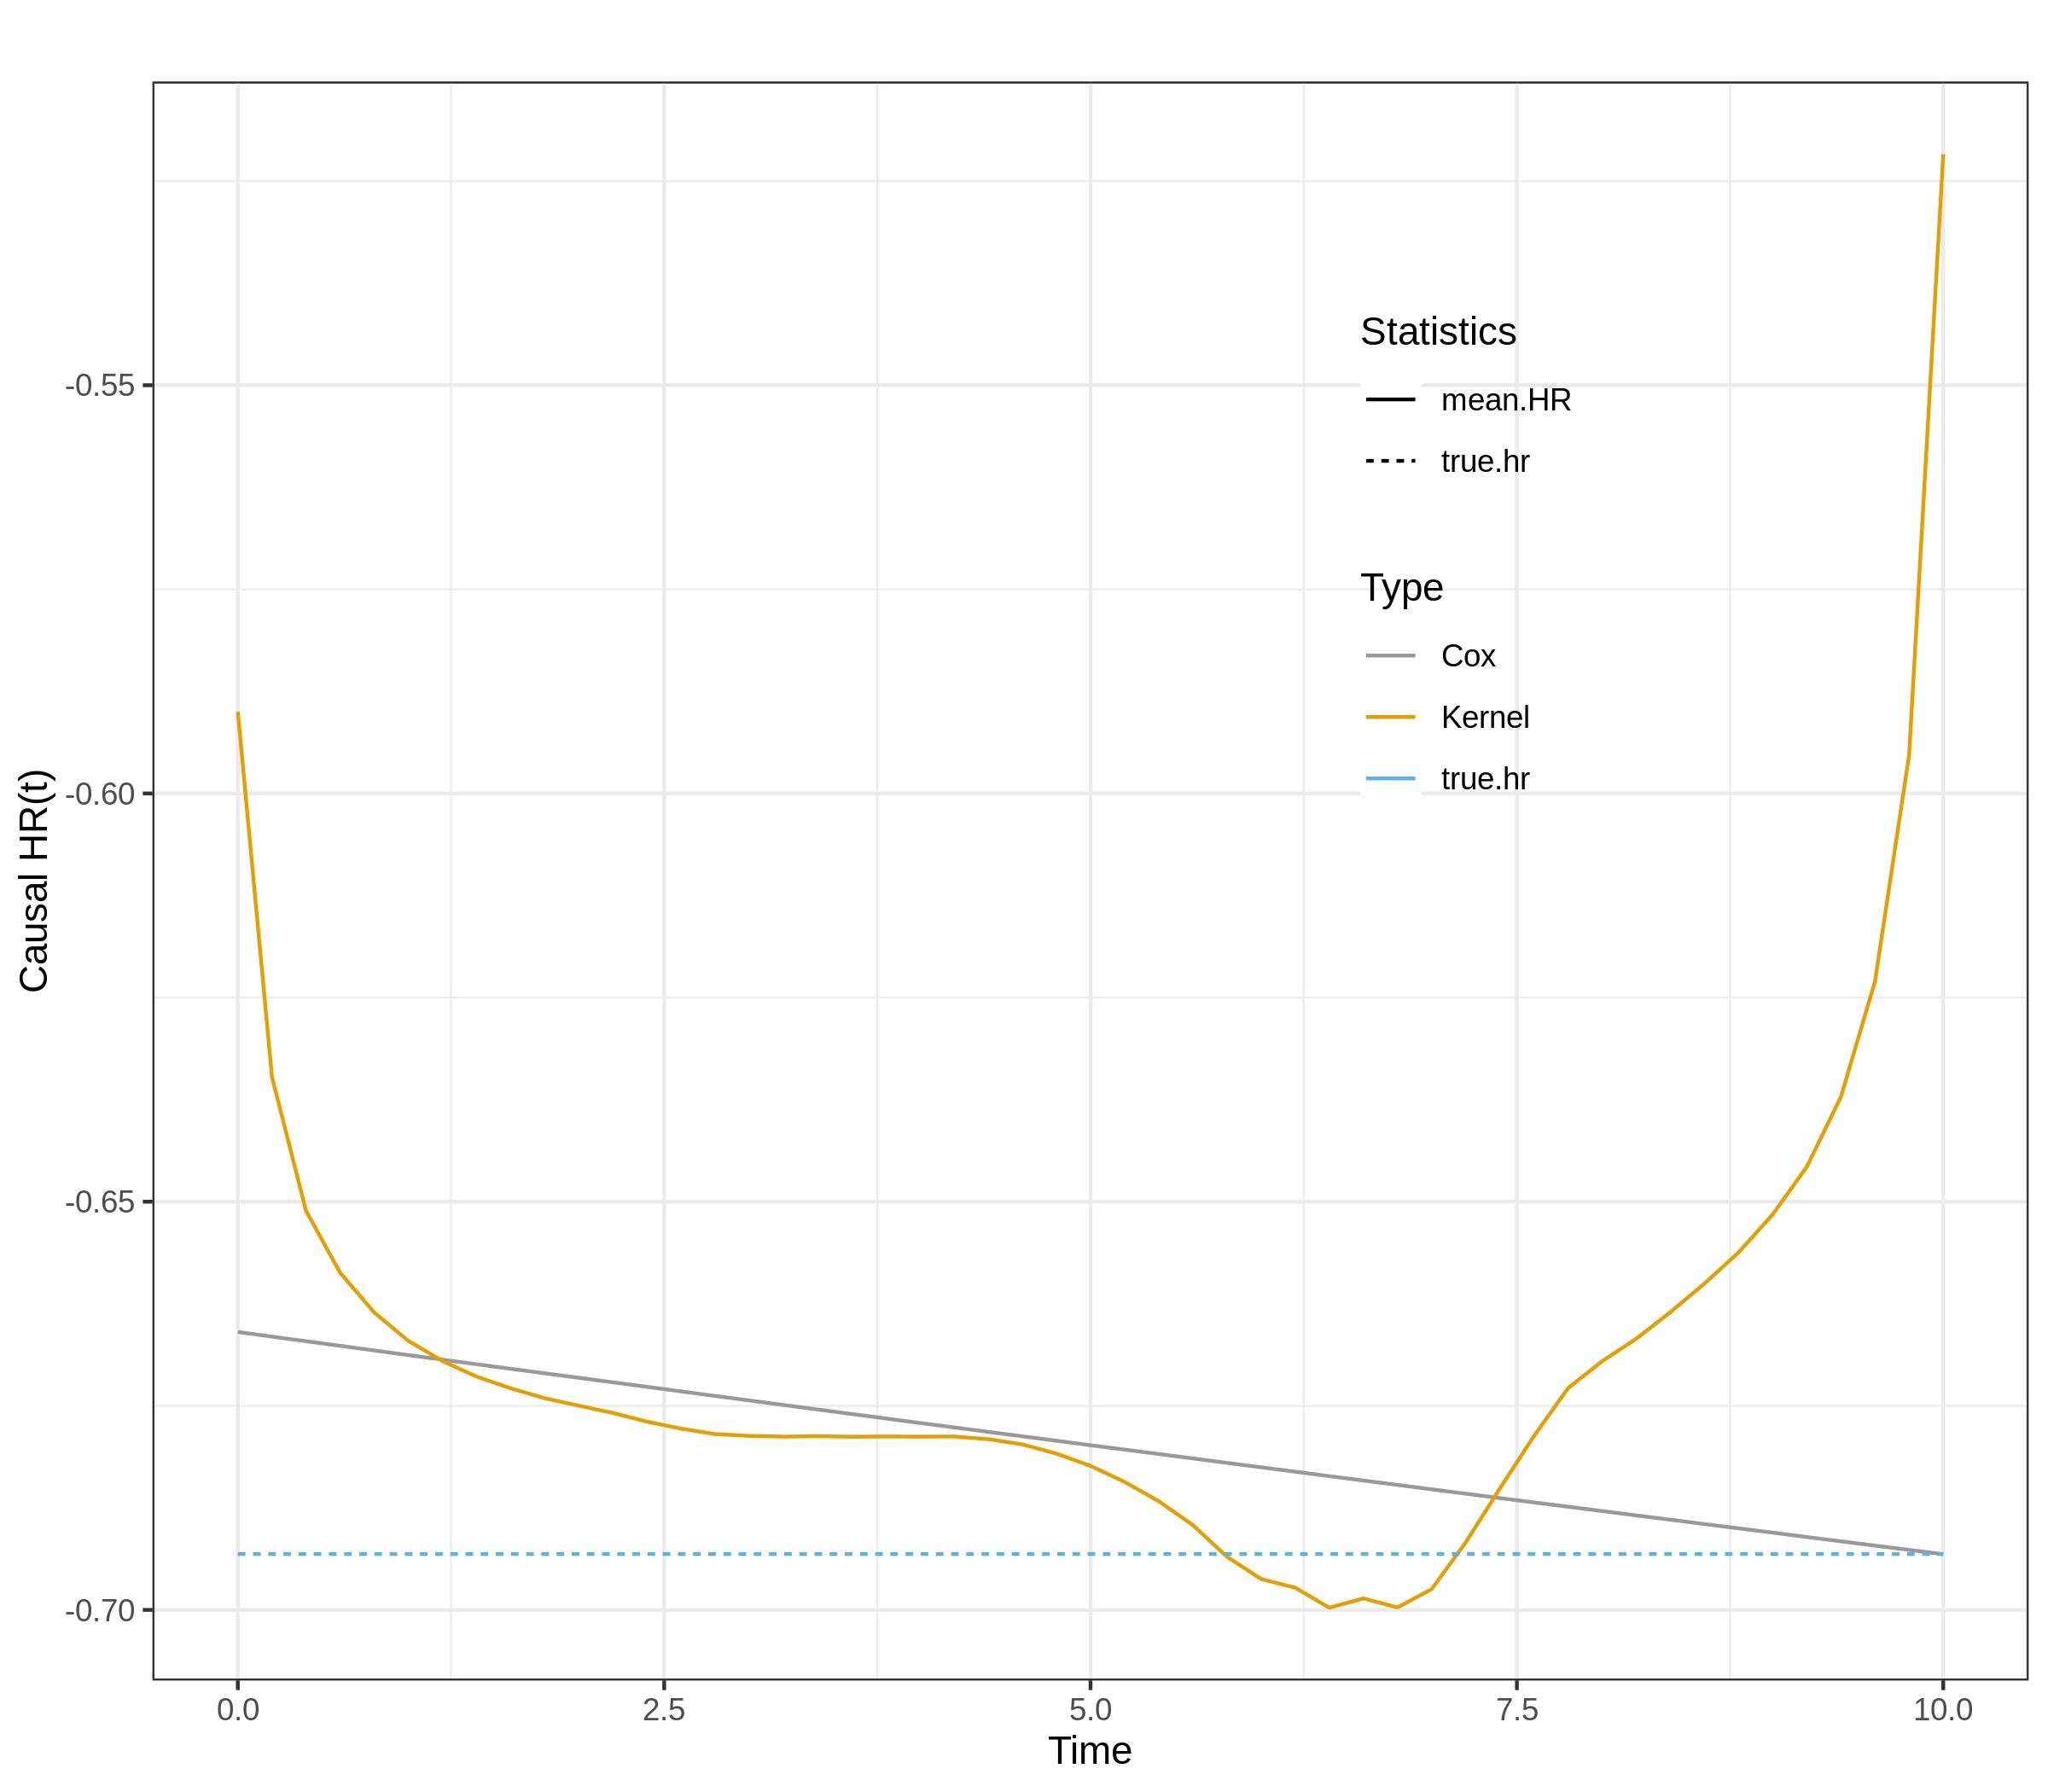 Causal HR(t)
-0.55
-0.60
-0.65
-0.70
Statistics
mean.HR
true.hr
Type
Cox
Kernel
true.hr
0.0
2.5
5.0
7.5
10.0
Time